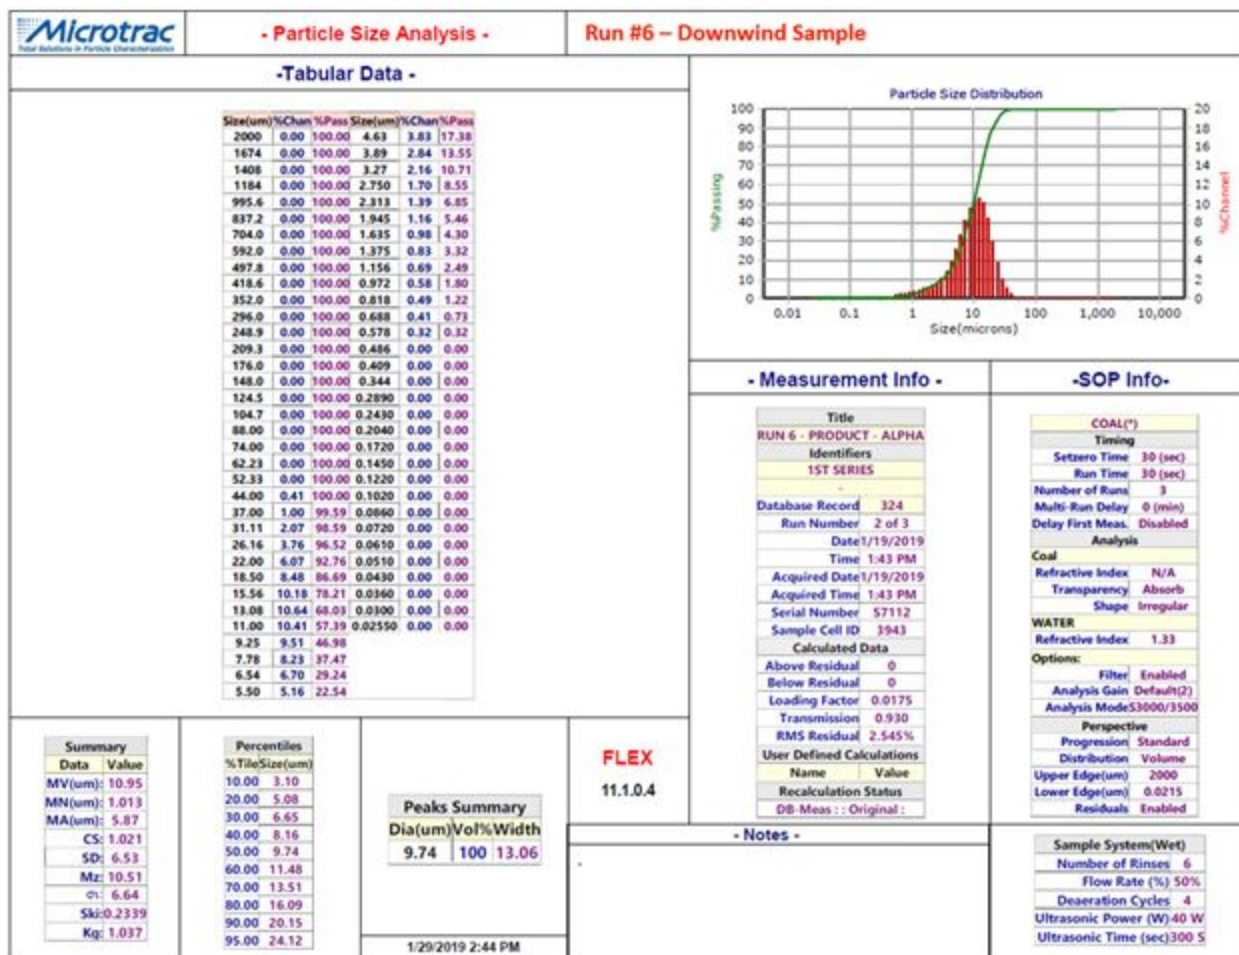 Microtrac
Total Solutions in Particle Characterization
- Particle Size Analysis -
Run #6 – Downwind Sample
-Tabular Data -
Size(um) %Chan %Pass Size(um) %Chan %Pass
2000 0.00 100.00 4.63 3.83 17.38
1674 0.00 100.00 3.89 2.84 13.55
1408 0.00 100.00 3.27 2.16 10.71
1184 0.00 100.00 2.750 1.70 8.55
995.6 0.00 100.00 2.313 1.39 6.85
837.2 0.00 100.00 1.945 1.16 5.46
704.0 0.00 100.00 1.635 0.98 4.30
592.0 0.00 100.00 1.375 0.83 3.32
497.8 0.00 100.00 1.156 0.69 2.49
418.6 0.00 100.00 0.972 0.58 1.80
352.0 0.00 100.00 0.818 0.49 1.22
296.0 0.00 100.00 0.688 0.41 0.73
248.9 0.00 100.00 0.578 0.32 0.32
209.3 0.00 100.00 0.486 0.00 0.00
176.0 0.00 100.00 0.409 0.00 0.00
148.0 0.00 100.00 0.344 0.00 0.00
124.5 0.00 100.00 0.2890 0.00 0.00
104.7 0.00 100.00 0.2430 0.00 0.00
88.00 0.00 100.00 0.2040 0.00 0.00
74.00 0.00 100.00 0.1720 0.00 0.00
62.23 0.00 100.00 0.1450 0.00 0.00
52.33 0.00 100.00 0.1220 0.00 0.00
44.00 0.41 100.00 0.1020 0.00 0.00
37.00 1.00 99.59 0.0860 0.00 0.00
31.11 2.07 98.59 0.0720 0.00 0.00
26.16 3.76 96.52 0.0610 0.00 0.00
22.00 6.07 92.76 0.0510 0.00 0.00
18.50 8.48 86.69 0.0430 0.00 0.00
15.56 10.18 78.21 0.0360 0.00 0.00
13.08 10.64 68.03 0.0300 0.00 0.00
11.00 10.41 57.39 0.02550 0.00 0.00
9.25 9.51 46.98
7.78 8.23 37.47
6.54 6.70 29.24
5.50 5.16 22.54
Particle Size Distribution
%Passing
100 90 80 70 60 50 40 30 20 10 0
20 18 16 14 12 10 8 6 4 2 0
%Channel
0.01 0.1 1 10 100 1,000 10,000
Size(microns)
- Measurement Info -
Title
RUN 6 - PRODUCT - ALPHA
Identifiers
1ST SERIES
-
Database Record 324
Run Number 2 of 3
Date 1/19/2019
Time 1:43 PM
Acquired Date 1/19/2019
Acquired Time 1:43 PM
Serial Number 57112
Sample Cell ID 3943
Calculated Data
Above Residual 0
Below Residual 0
Loading Factor 0.0175
Transmission 0.930
RMS Residual 2.545%
User Defined Calculations
Name Value
Recalculation Status
DB-Meas : : Original :
-SOP Info-
COAL(*)
Timing
Setzero Time 30 (sec)
Run Time 30 (sec)
Number of Runs 3
Multi-Run Delay 0 (min)
Delay First Meas. Disabled
Analysis
Coal
Refractive Index N/A
Transparency Absorb
Shape Irregular
WATER
Refractive Index 1.33
Options:
Filter Enabled
Analysis Gain Default(2)
Analysis Mode S3000/3500
Perspective
Progression Standard
Distribution Volume
Upper Edge(um) 2000
Lower Edge(um) 0.0215
Residuals Enabled
Summary
Data Value
MV(um): 10.95
MN(um): 1.013
MA(um): 5.87
CS: 1.021
SD: 6.53
Mz: 10.51
σ1: 6.64
Ski: 0.2339
Kg: 1.037
Percentiles
%Tile Size(um)
10.00 3.10
20.00 5.08
30.00 6.65
40.00 8.16
50.00 9.74
60.00 11.48
70.00 13.51
80.00 16.09
90.00 20.15
95.00 24.12
Peaks Summary
Dia(um) Vol% Width
9.74 100 13.06
1/29/2019 2:44 PM
FLEX
11.1.0.4
- Notes -
.
Sample System(Wet)
Number of Rinses 6
Flow Rate (%) 50%
Deaeration Cycles 4
Ultrasonic Power (W) 40 W
Ultrasonic Time (sec) 300 S